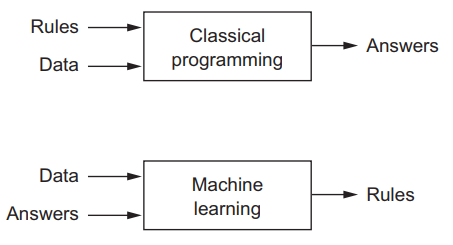 Rules
Data
Classical
programming
Answers
Data
Answers
Machine
learning
Rules